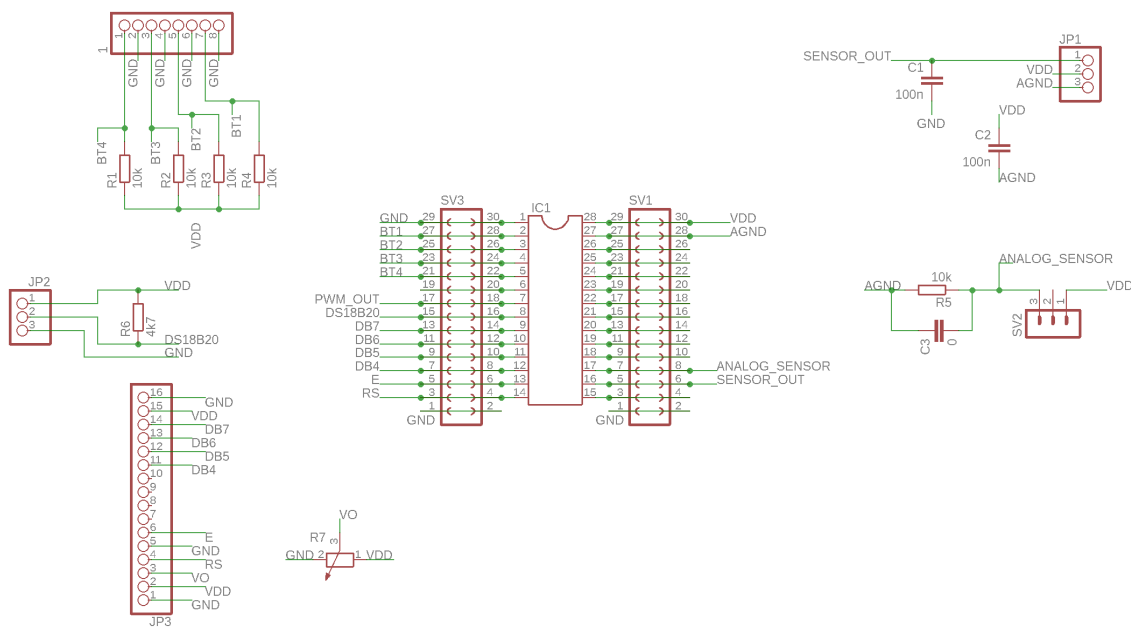 1
1 2 3 4 5 6 7 8
GND GND GND GND
BT4 BT3 BT2 BT1
R1 10k R2 10k R3 10k R4 10k
VDD
SENSOR_OUT
C1
100n
GND
JP1
1
VDD 2
AGND 3
VDD
C2
100n
AGND
JP2
1
2
3
VDD
R6
4k7
DS18B20
GND
SV3 IC1 SV1
GND 29 30 1 28 29 30 VDD
BT1 27 28 2 27 27 28 AGND
BT2 25 26 3 26 25 26
BT3 23 24 4 25 23 24
BT4 21 22 5 24 21 22
19 20 6 23 19 20
PWM_OUT 17 18 7 22 17 18
DS18B20 15 16 8 21 15 16
DB7 13 14 9 20 13 14
DB6 11 12 10 19 11 12
DB5 9 10 11 18 9 10
DB4 7 8 12 17 7 8 ANALOG_SENSOR
E 5 6 13 16 5 6 SENSOR_OUT
RS 3 4 14 15 3 4
1 2 1 2
GND GND
ANALOG_SENSOR
AGND
10k
R5
C3
0
VDD
SV2
3 2 1
16 GND
15 VDD
14 DB7
13 DB6
12 DB5
11 DB4
10
9
8
7
6 E
5 GND
4 RS
3 VO
2 VDD
1 GND
JP3
VO
R7 3
GND 2 1 VDD